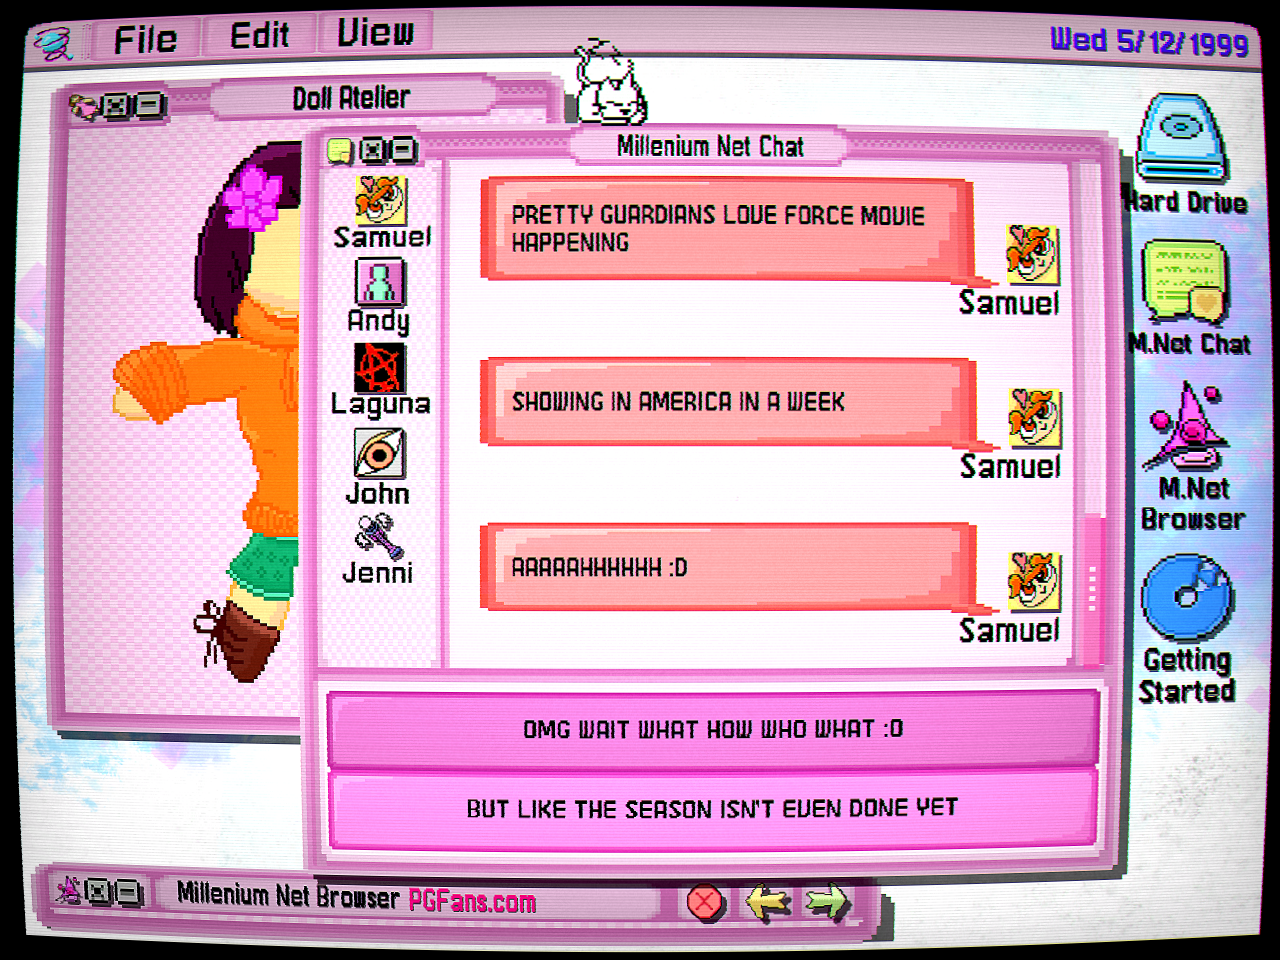 File Edit View
Wed 5/12/1999
Doll Atelier
Millenium Net Chat
Samuel
Andy
Laguna
John
Jenni
PRETTY GUARDIANS LOVE FORCE MOVIE
HAPPENING
Samuel
SHOWING IN AMERICA IN A WEEK
Samuel
AAAAAHHHHHH :D
Samuel
OMG WAIT WHAT HOW WHO WHAT :D
BUT LIKE THE SEASON ISN'T EVEN DONE YET
Hard Drive
M.Net Chat
M.Net
Browser
Getting
Started
Millenium Net Browser PGFans.com